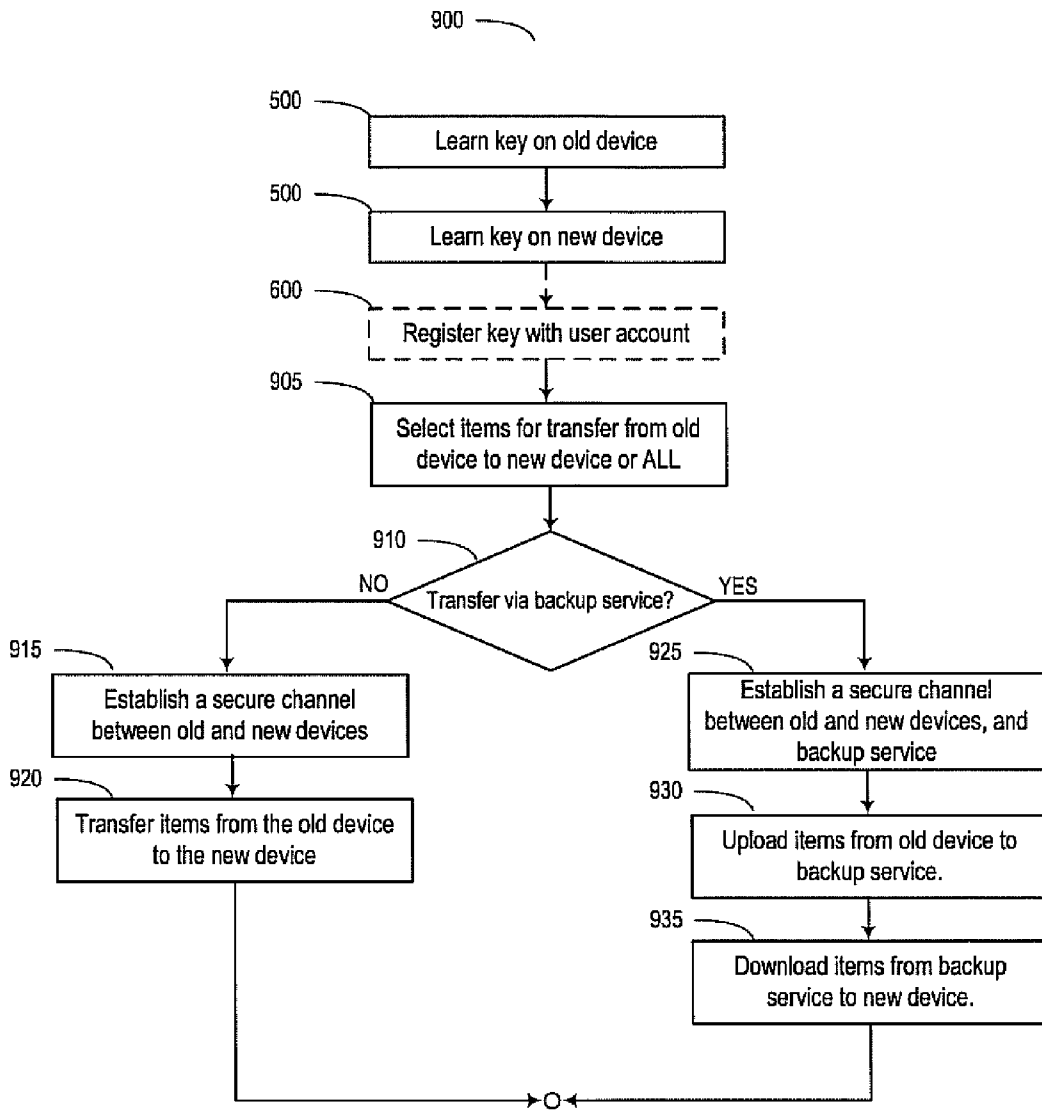 900
500
Learn key on old device
500
Learn key on new device
600
Register key with user account
905
Select items for transfer from old
device to new device or ALL
910
NO
Transfer via backup service?
YES
915
Establish a secure channel
between old and new devices
920
Transfer items from the old device
to the new device
925
Establish a secure channel
between old and new devices, and
backup service
930
Upload items from old device to
backup service.
935
Download items from backup
service to new device.